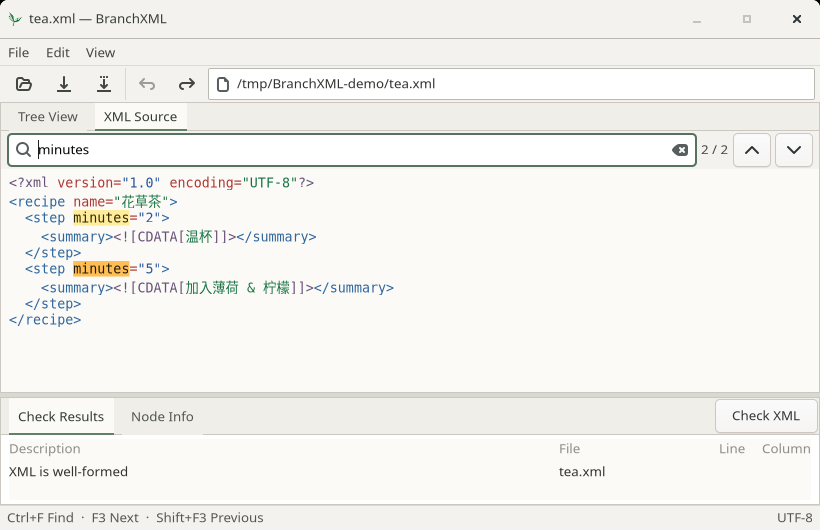 tea.xml — BranchXML
File Edit View
/tmp/BranchXML-demo/tea.xml
Tree View XML Source
minutes 2 / 2
<?xml version="1.0" encoding="UTF-8"?>
<recipe name="花草茶">
  <step minutes="2">
    <summary><![CDATA[温杯]]></summary>
  </step>
  <step minutes="5">
    <summary><![CDATA[加入薄荷 & 柠檬]]></summary>
  </step>
</recipe>
Check Results Node Info Check XML
Description File Line Column
XML is well-formed tea.xml
Ctrl+F Find · F3 Next · Shift+F3 Previous UTF-8